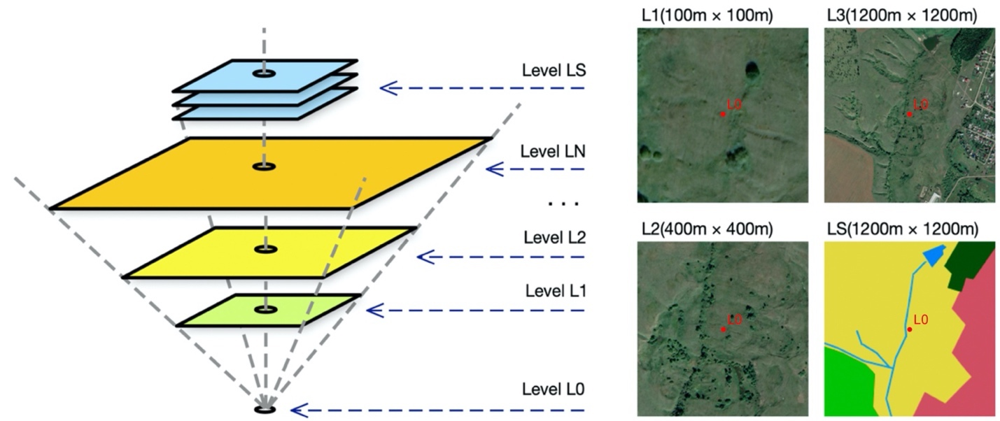 Level LS
Level LN
. . .
Level L2
Level L1
Level L0
L1(100m × 100m)
L0
L3(1200m × 1200m)
L0
L2(400m × 400m)
L0
LS(1200m × 1200m)
L0